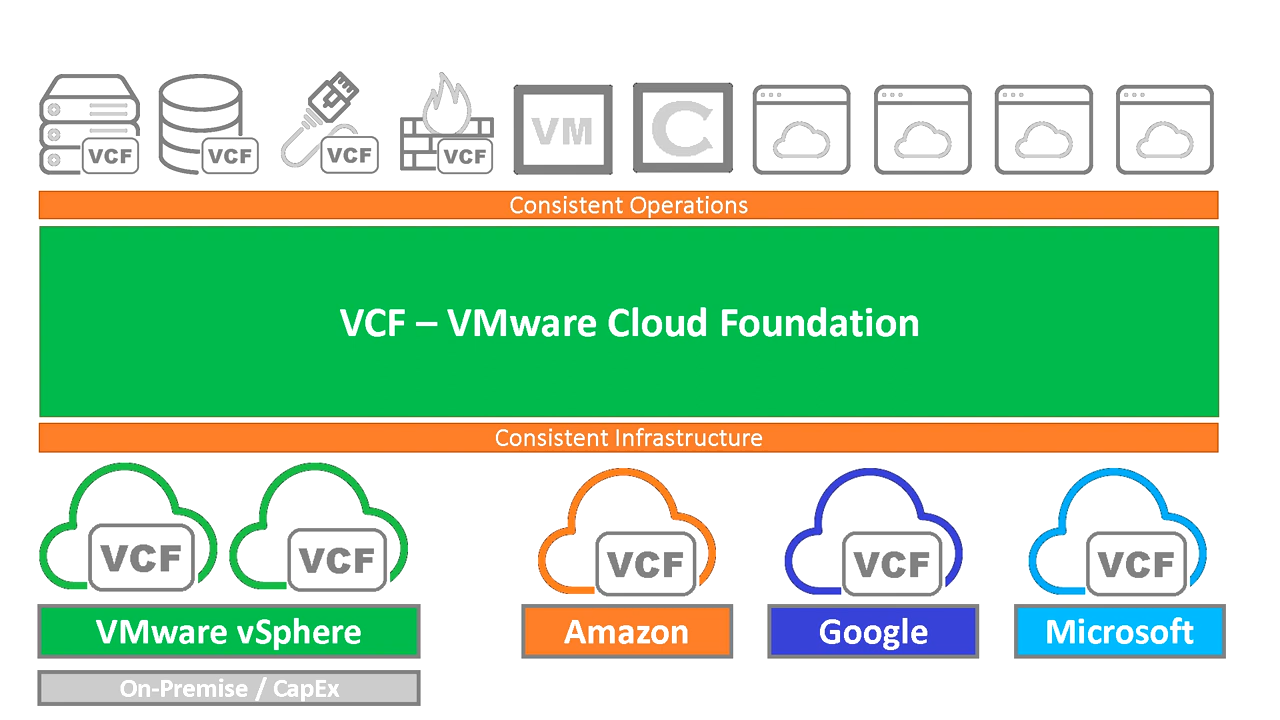 VCF VCF VCF VCF VM C
Consistent Operations
VCF – VMware Cloud Foundation
Consistent Infrastructure
VCF VCF VCF VCF VCF
VMware vSphere Amazon Google Microsoft
On-Premise / CapEx